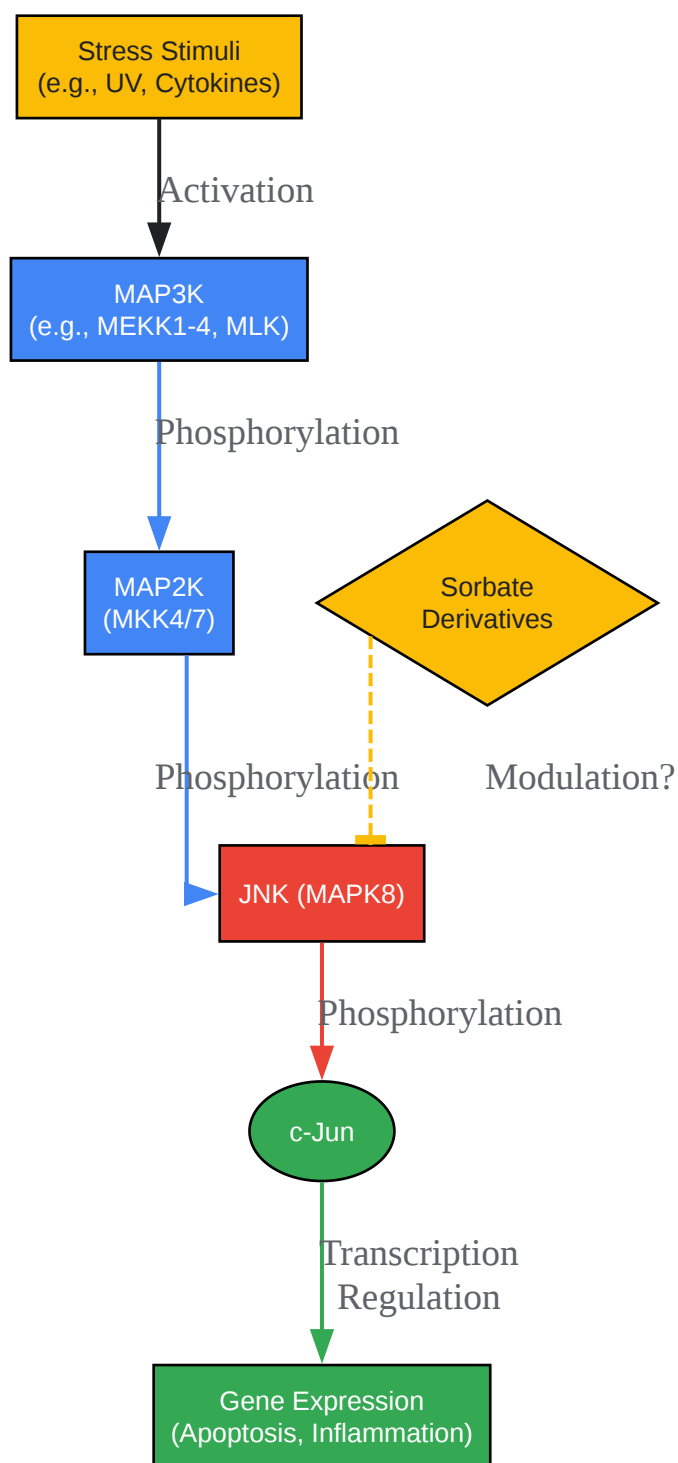 Stress Stimuli
(e.g., UV, Cytokines)
Activation
MAP3K
(e.g., MEKK1-4, MLK)
Phosphorylation
MAP2K
(MKK4/7)
Sorbate
Derivatives
Phosphorylation
Modulation?
JNK (MAPK8)
Phosphorylation
c-Jun
Transcription
Regulation
Gene Expression
(Apoptosis, Inflammation)